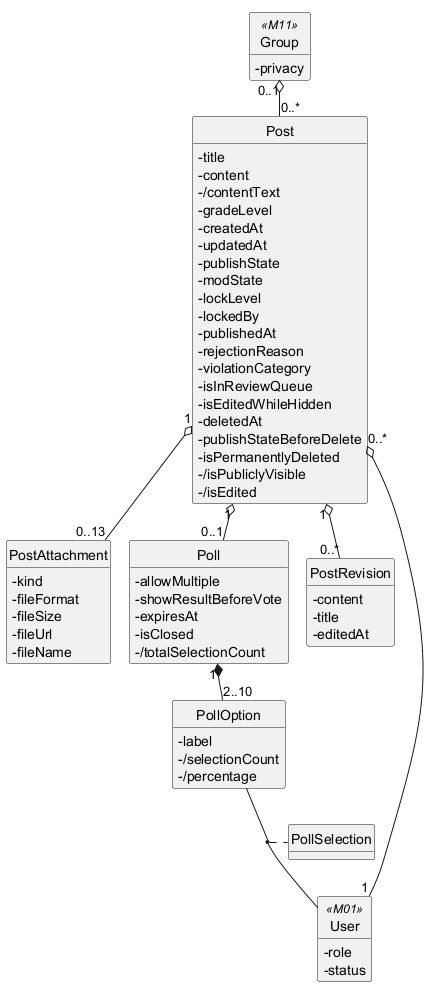 «M11»
Group
-privacy
0..1
0..*
Post
-title
-content
-/contentText
-gradeLevel
-createdAt
-updatedAt
-publishState
-modState
-lockLevel
-lockedBy
-publishedAt
-rejectionReason
-violationCategory
-isInReviewQueue
-isEditedWhileHidden
-deletedAt
-publishStateBeforeDelete
-isPermanentlyDeleted
-/isPubliclyVisible
-/isEdited
1
0..*
1
1
0..13
0..1
0..*
PostAttachment
-kind
-fileFormat
-fileSize
-fileUrl
-fileName
Poll
-allowMultiple
-showResultBeforeVote
-expiresAt
-isClosed
-/totalSelectionCount
PostRevision
-content
-title
-editedAt
1
2..10
PollOption
-label
-/selectionCount
-/percentage
PollSelection
1
«M01»
User
-role
-status